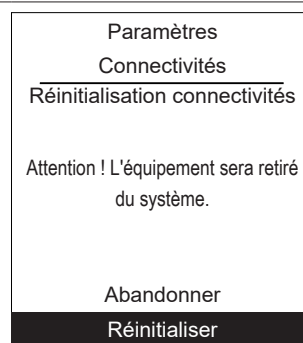 Paramètres
Connectivités
Réinitialisation connectivités
Attention ! L'équipement sera retiré
du système.
Abandonner
Réinitialiser